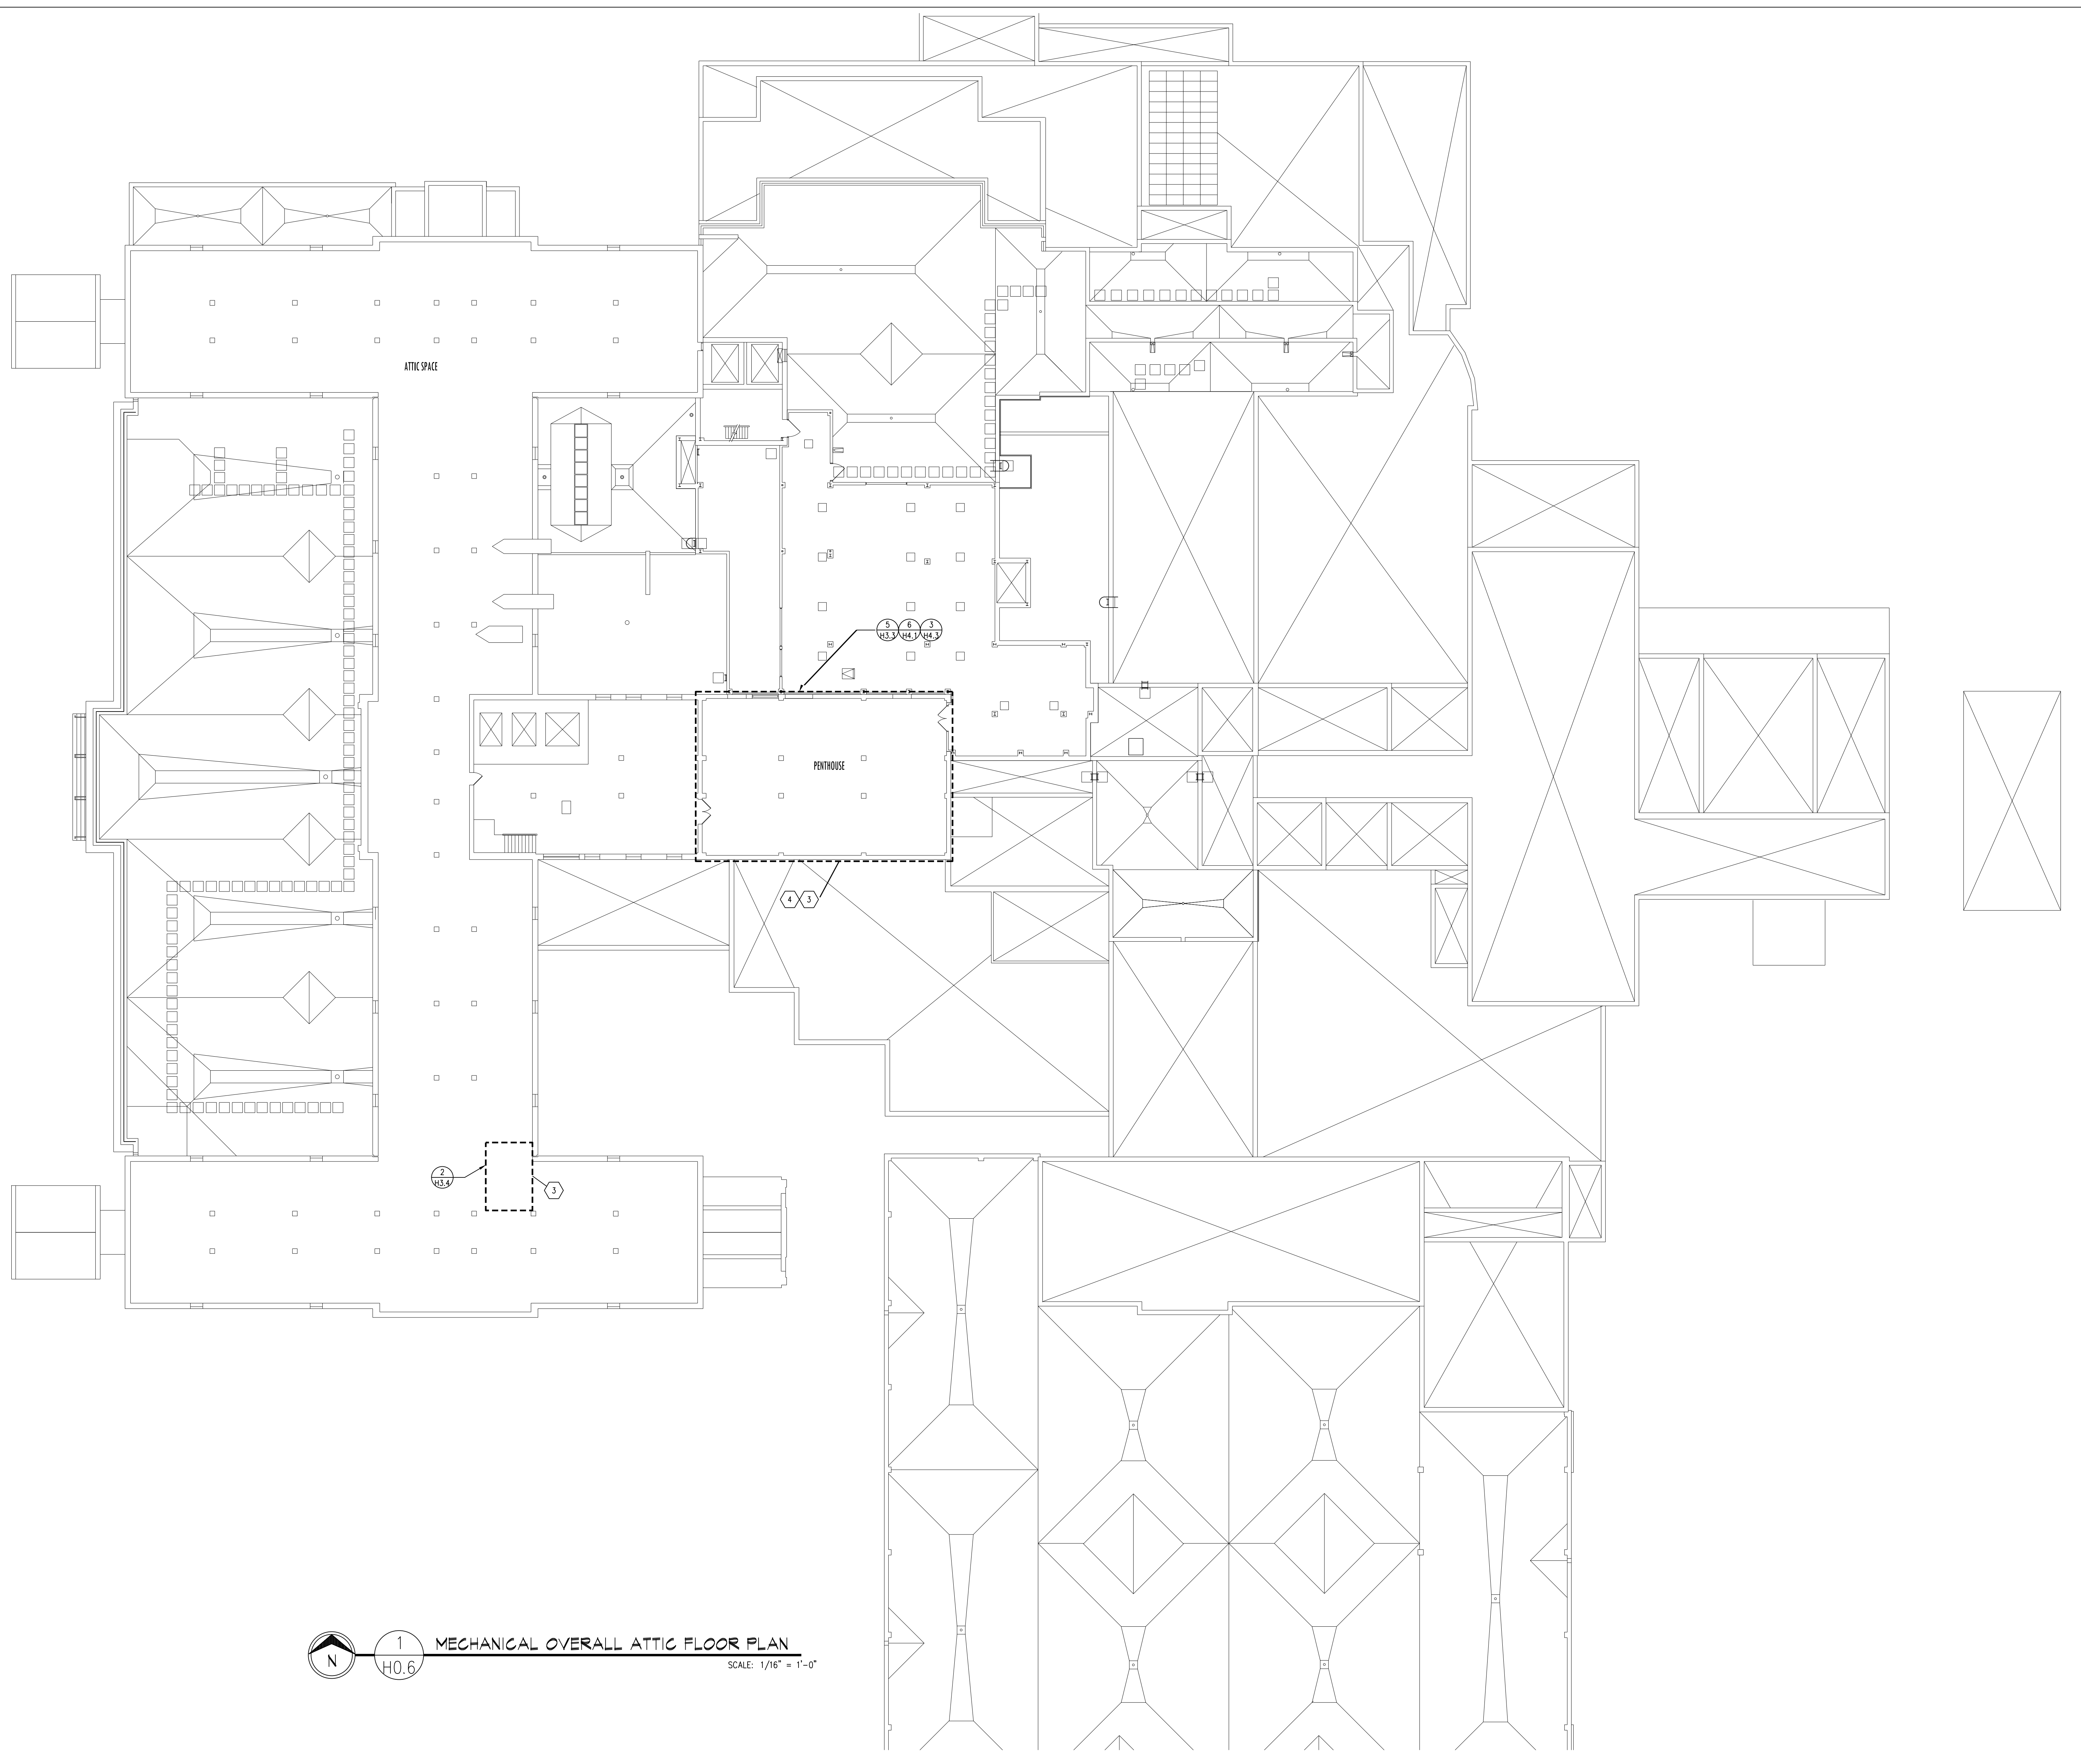 ATTIC SPACE
5 6 3
H3.3 H4.1 H4.3
PENTHOUSE
4 3
2
H3.4
3
1
H0.6
N
MECHANICAL OVERALL ATTIC FLOOR PLAN
SCALE: 1/16" = 1'-0"